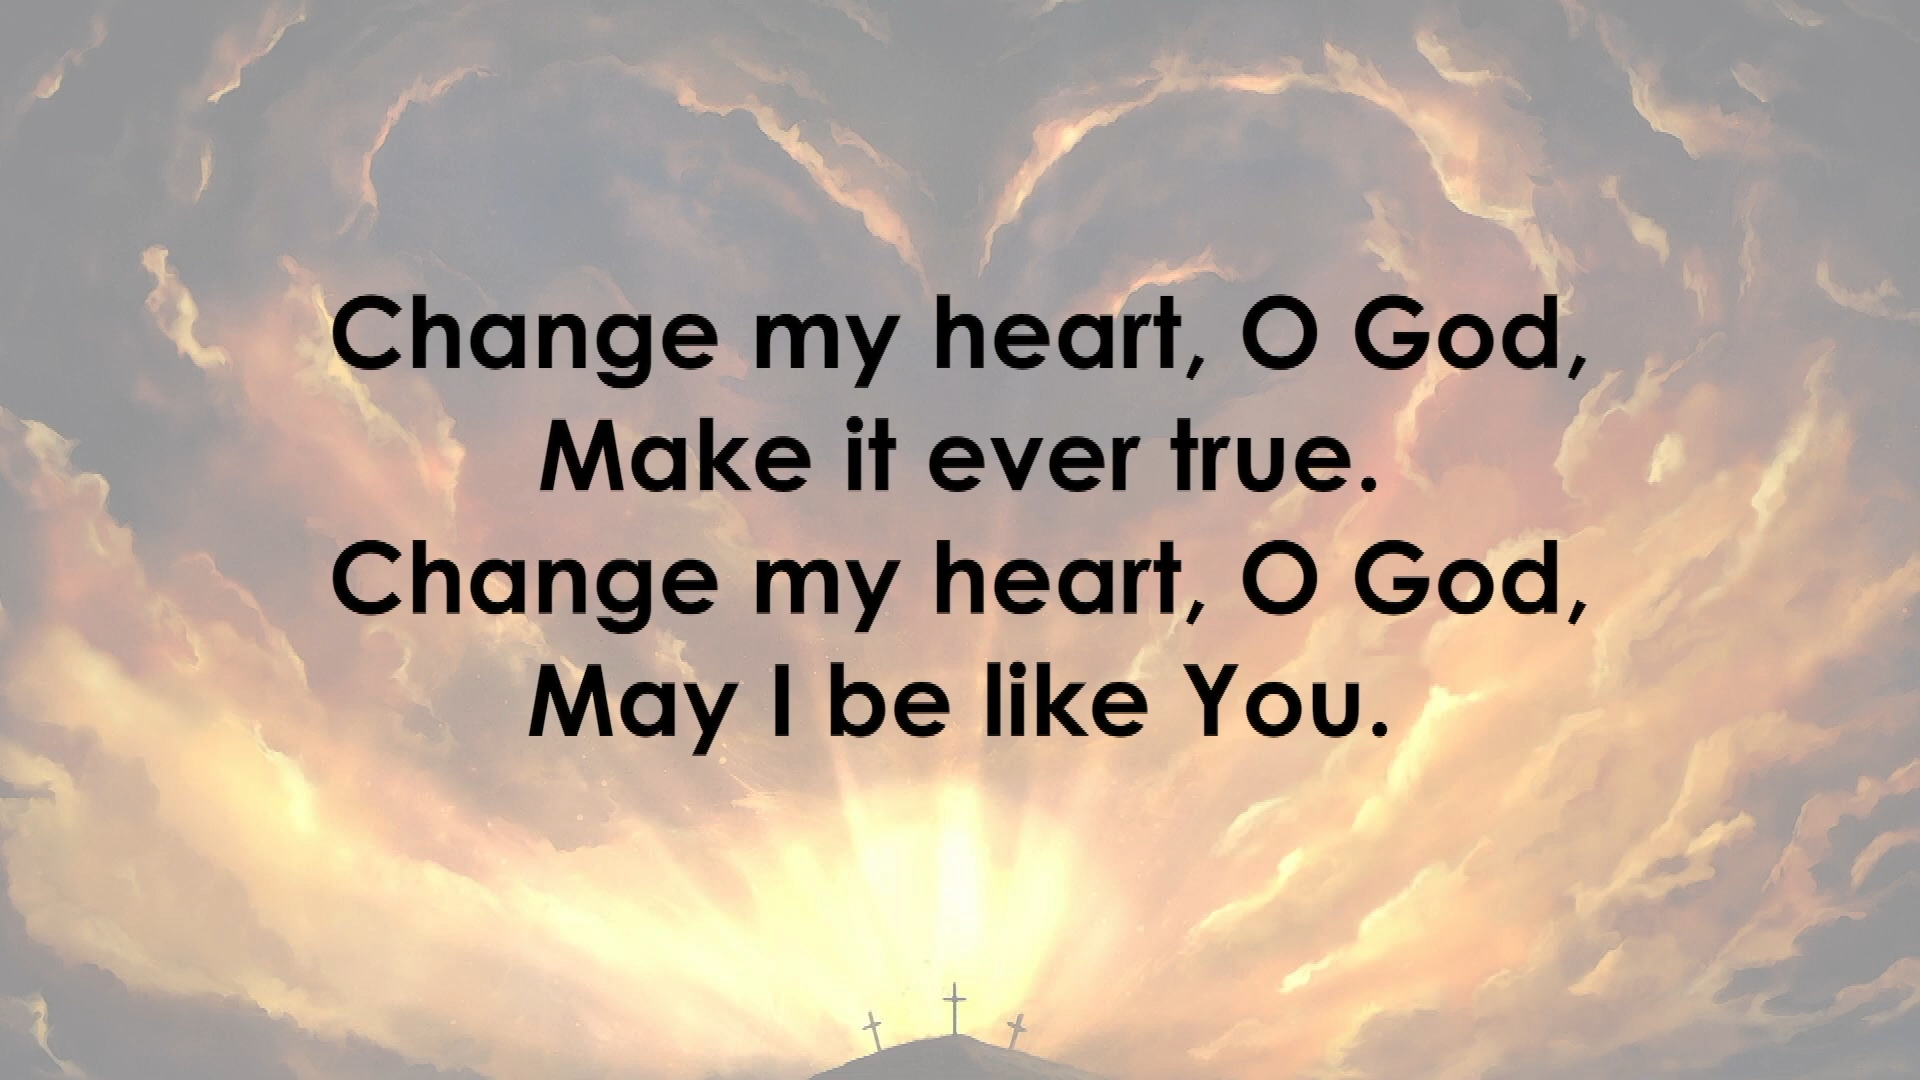 Change my heart, O God,
Make it ever true.
Change my heart, O God,
May I be like You.